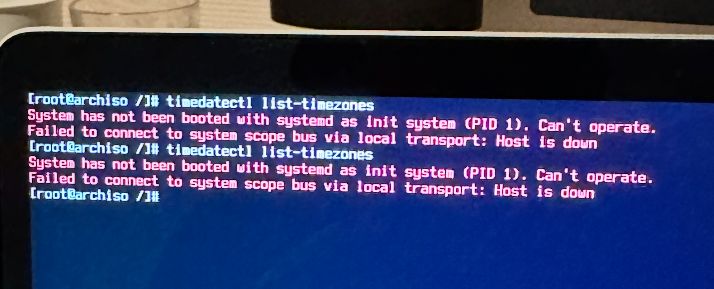 [root@archiso /]# timedatectl list-timezones
System has not been booted with systemd as init system (PID 1). Can't operate.
Failed to connect to system scope bus via local transport: Host is down
[root@archiso /]# timedatectl list-timezones
System has not been booted with systemd as init system (PID 1). Can't operate.
Failed to connect to system scope bus via local transport: Host is down
[root@archiso /]#